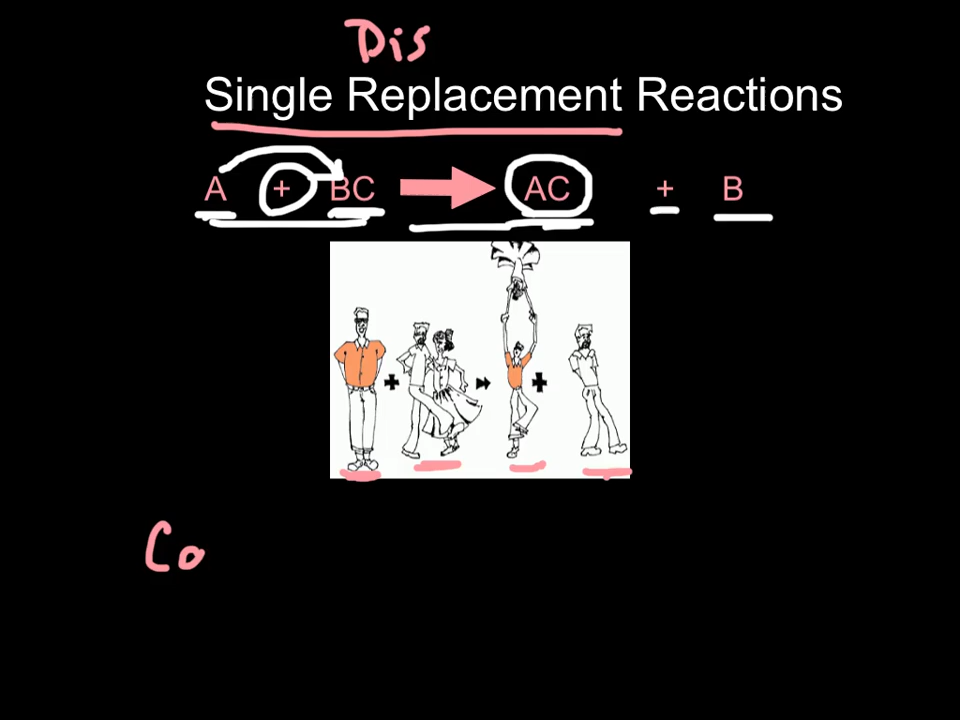 Dis
Single Replacement Reactions
A + BC AC + B
Co